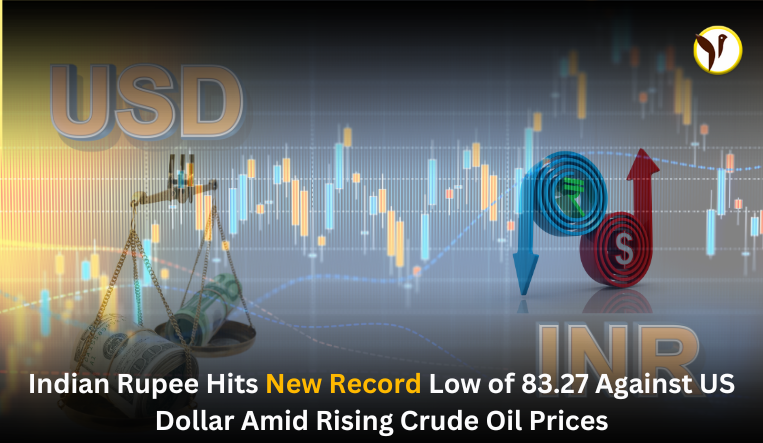 USD
₹
$
INR
Indian Rupee Hits New Record Low of 83.27 Against US
Dollar Amid Rising Crude Oil Prices